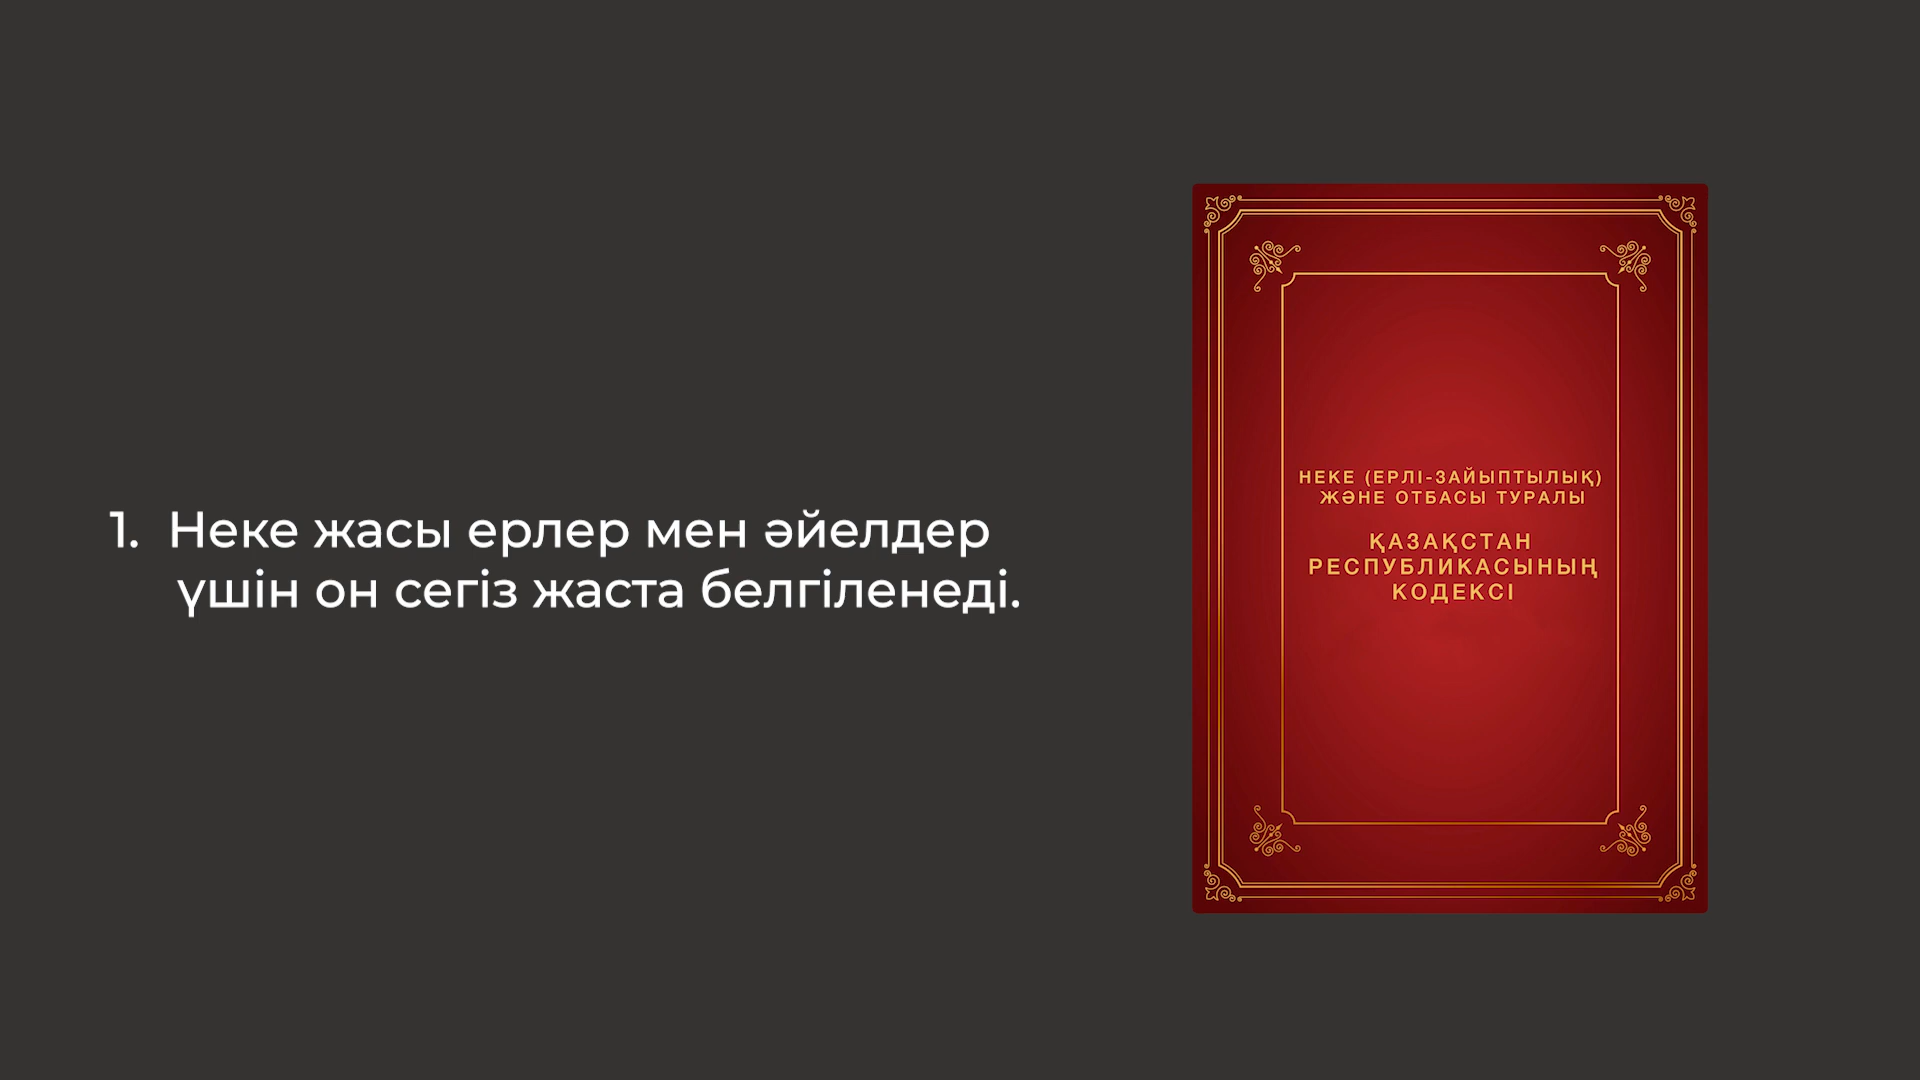 1. Неке жасы ерлер мен әйелдер
үшін он сегіз жаста белгіленеді.
НЕКЕ (ЕРЛІ-ЗАЙЫПТЫЛЫҚ)
ЖӘНЕ ОТБАСЫ ТУРАЛЫ
ҚАЗАҚСТАН
РЕСПУБЛИКАСЫНЫҢ
КОДЕКСІ